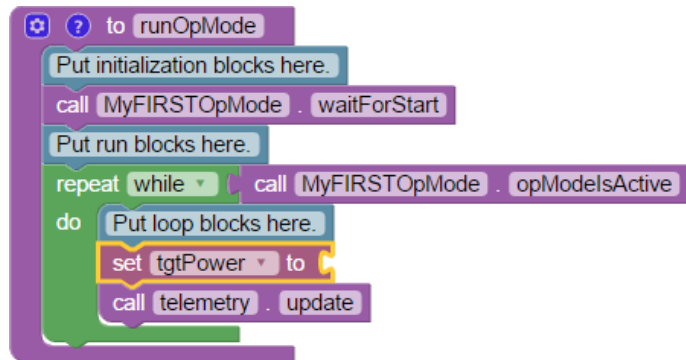 ? to runOpMode
Put initialization blocks here.
call MyFIRSTOpMode . waitForStart
Put run blocks here.
repeat while call MyFIRSTOpMode . opModeIsActive
do Put loop blocks here.
set tgtPower to
call telemetry . update